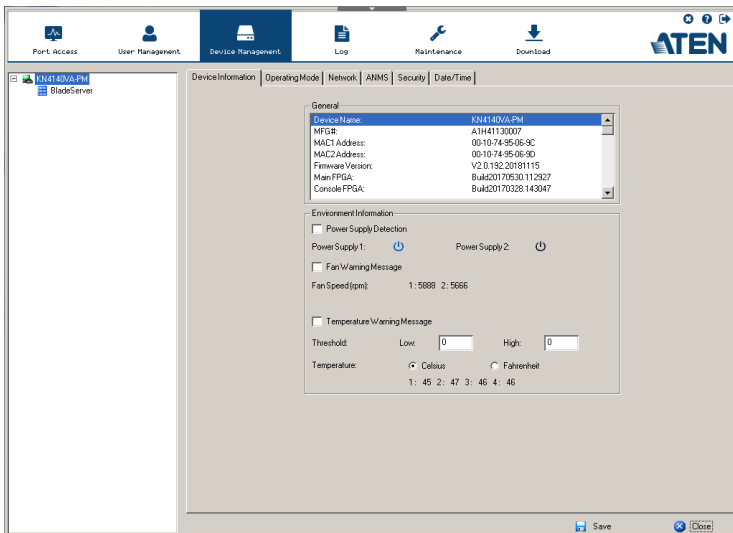 Port Access User Management Device Management Log Maintenance Download ATEN
KN4140VA-PM
BladeServer
Device Information Operating Mode Network ANMS Security Date/Time
General
Device Name: KN4140VA-PM
MFG#: A1H41130007
MAC1 Address: 00-10-74-95-06-9C
MAC2 Address: 00-10-74-95-06-9D
Firmware Version: V2.0.192.20181115
Main FPGA: Build20170530.112927
Console FPGA: Build20170328.143047
Environment Information
Power Supply Detection
Power Supply 1: Power Supply 2:
Fan Warning Message
Fan Speed (rpm): 1 : 5888 2 : 5666
Temperature Warning Message
Threshold: Low: 0 High: 0
Temperature: Celsius Fahrenheit
1 : 45 2 : 47 3 : 46 4 : 46
Save Close